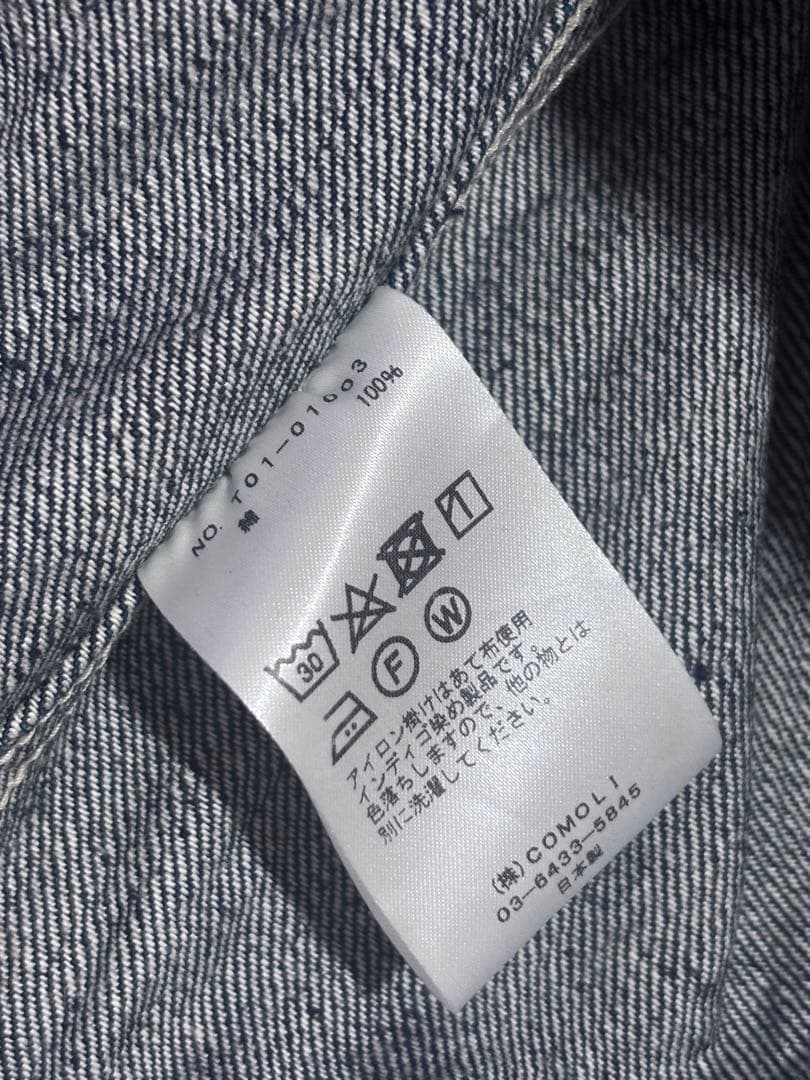 NO. T01-01003
綿 100%
30
F W
アイロン掛けはあて布使用
インディゴ染め製品です。
色落ちしますので、他の物とは
別に洗濯してください。
(株)COMOLI
03-6433-5845
日本製